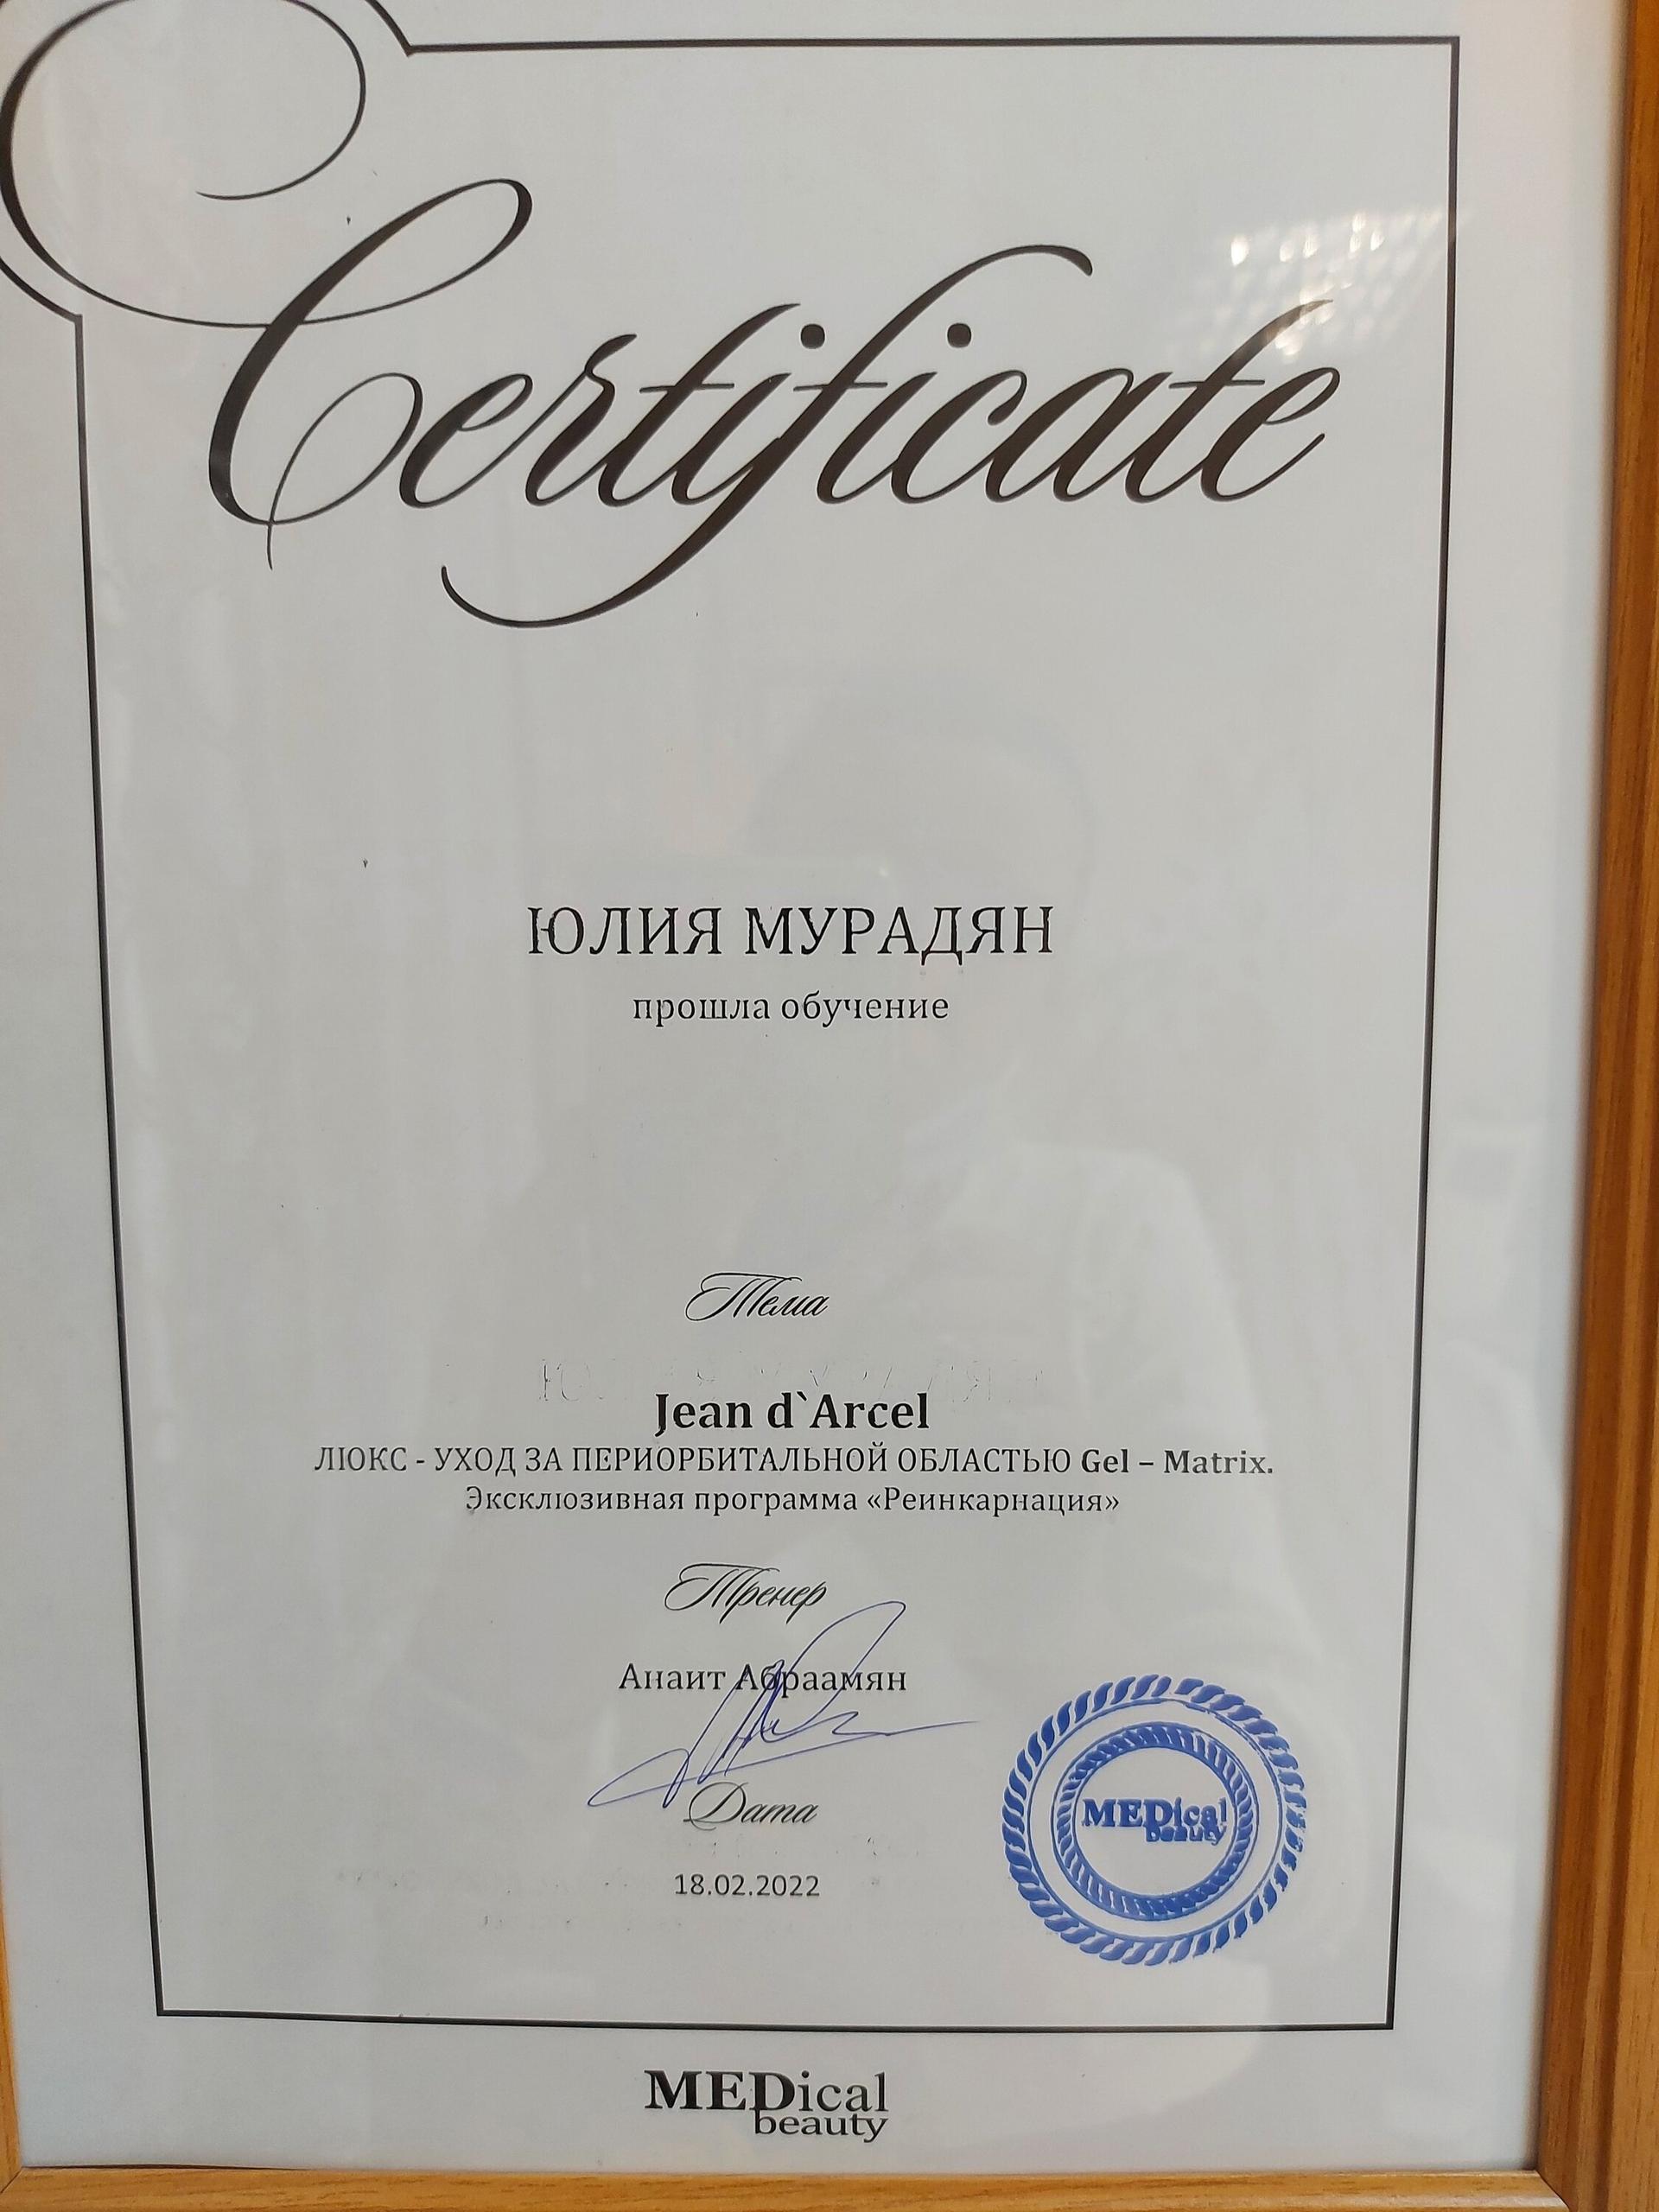 Certificate
ЮЛИЯ МУРАДЯН
прошла обучение
Тема
Jean d`Arcel
ЛЮКС - УХОД ЗА ПЕРИОРБИТАЛЬНОЙ ОБЛАСТЬЮ Gel – Matrix.
Эксклюзивная программа «Реинкарнация»
Тренер
Анаит Абраамян
Дата
18.02.2022
MEDical
beauty
MEDical
beauty